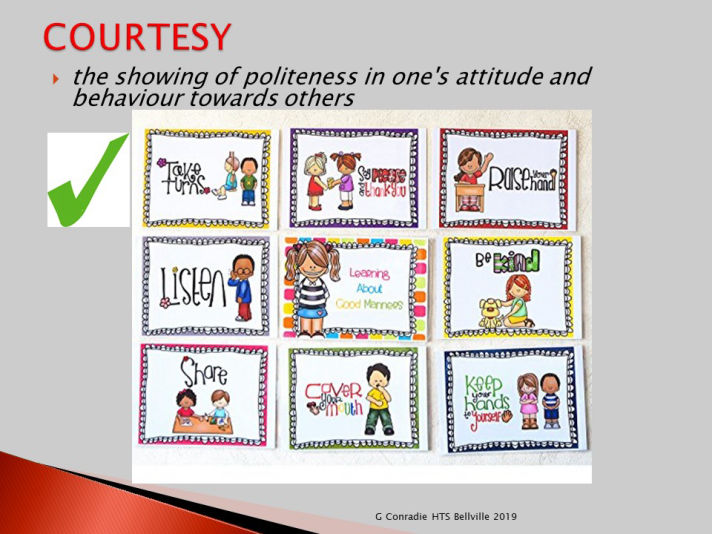 COURTESY
the showing of politeness in one's attitude and
behaviour towards others
Take
turns
Say please
and
thank you
Raise your
hand
Listen
Learning
About
Good Manners
Be kind
Share
Cover
your
mouth
Keep
your
hands
to yourself
G Conradie HTS Bellville 2019